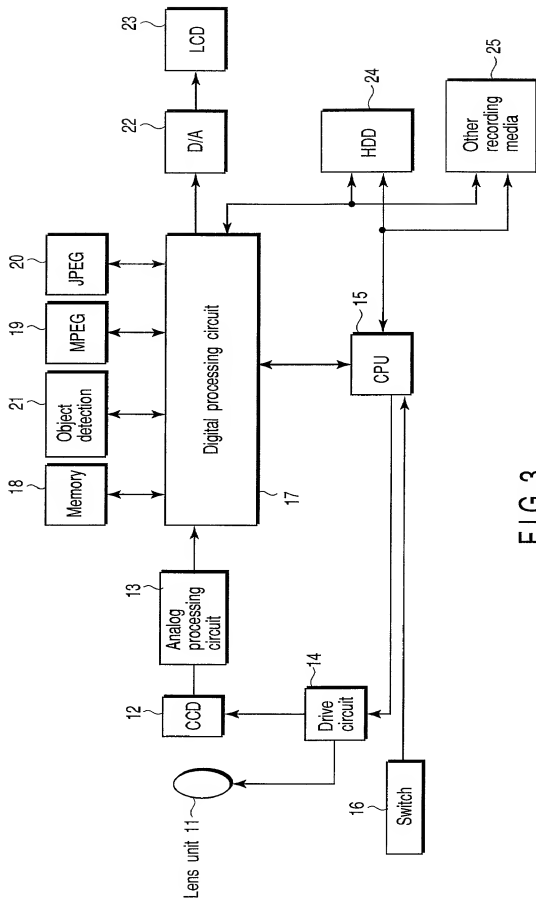 Lens unit 11
12
CCD
13
Analog
processing
circuit
14
Drive
circuit
16
Switch
18
Memory
21
Object
detection
19
MPEG
20
JPEG
Digital processing circuit
17
15
CPU
22
D/A
23
LCD
24
HDD
25
Other
recording
media
FIG. 3